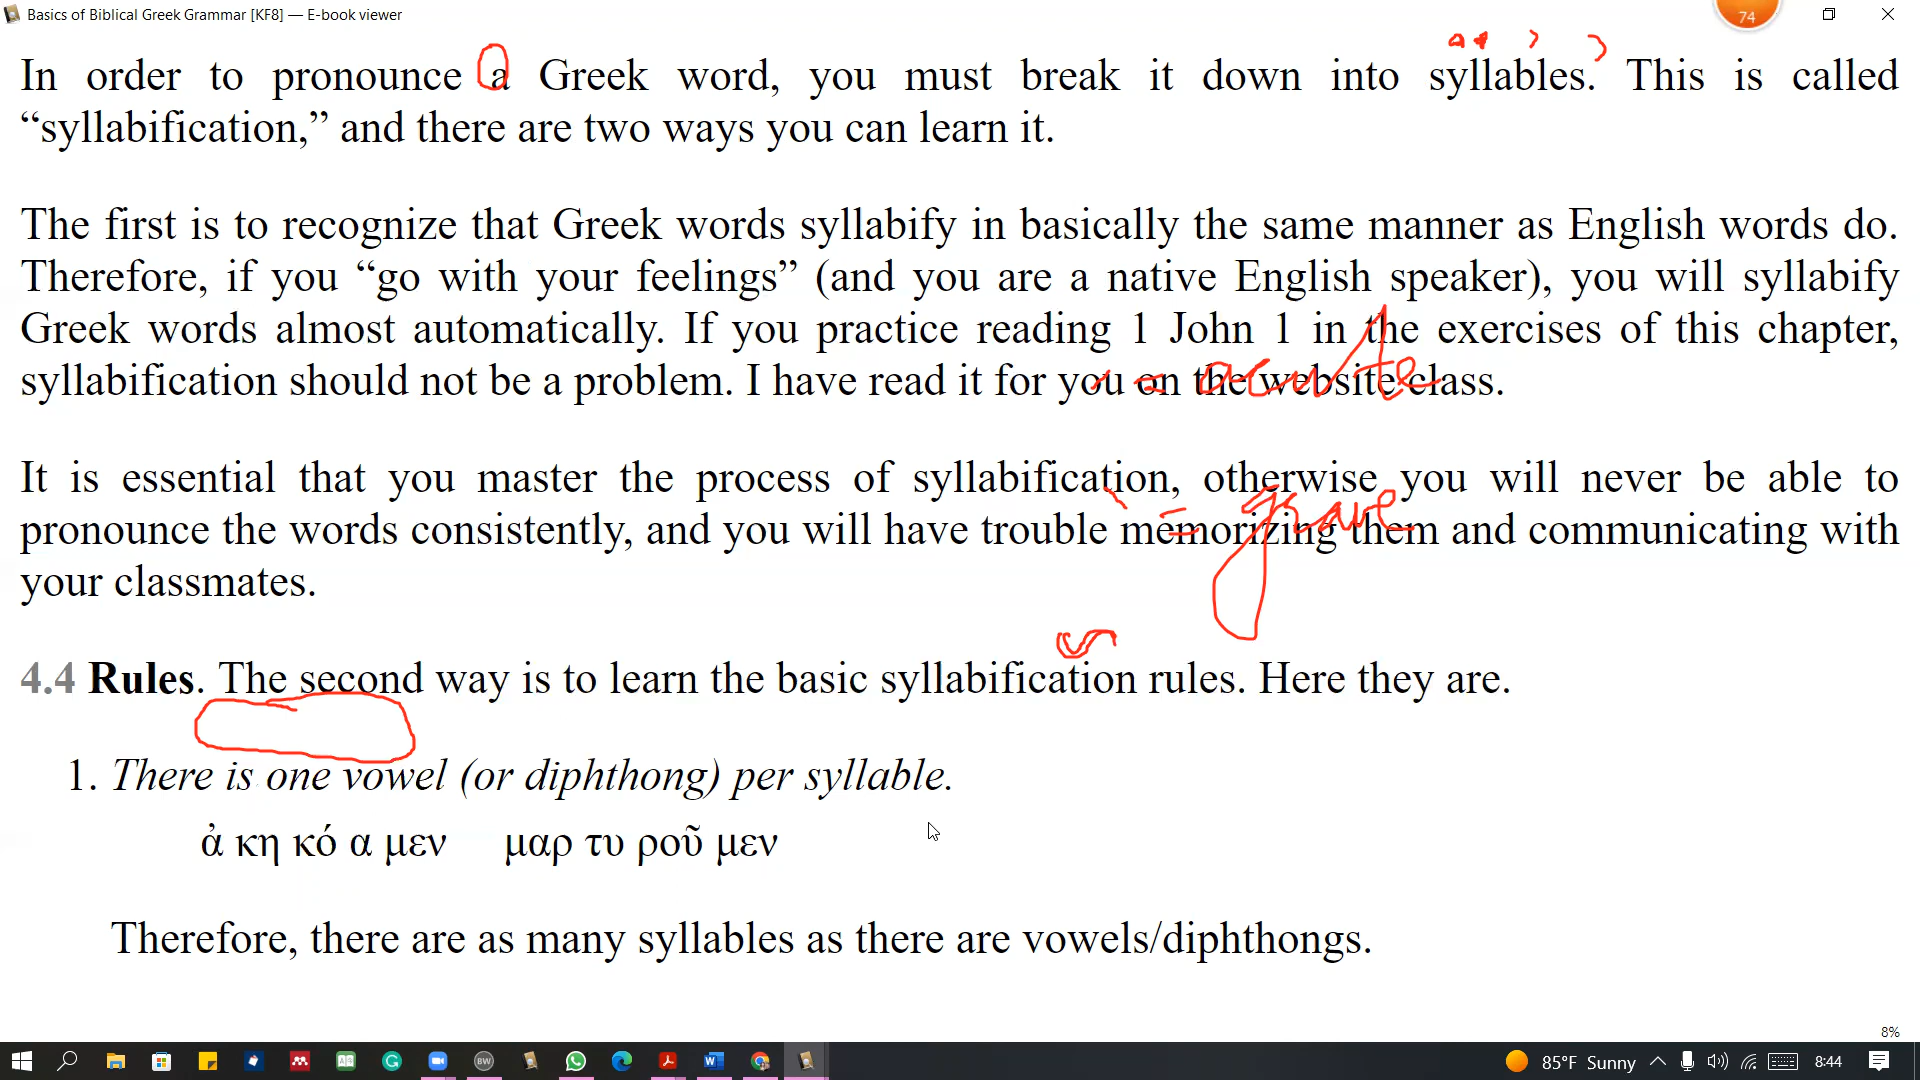 Basics of Biblical Greek Grammar [KF8] — E-book viewer
74
In order to pronounce a Greek word, you must break it down into syllables. This is called
“syllabification,” and there are two ways you can learn it.
The first is to recognize that Greek words syllabify in basically the same manner as English words do.
Therefore, if you “go with your feelings” (and you are a native English speaker), you will syllabify
Greek words almost automatically. If you practice reading 1 John 1 in the exercises of this chapter,
syllabification should not be a problem. I have read it for you on the website class.
- acute
It is essential that you master the process of syllabification, otherwise you will never be able to
pronounce the words consistently, and you will have trouble memorizing them and communicating with
your classmates.
= grave
4.4 Rules. The second way is to learn the basic syllabification rules. Here they are.
1. There is one vowel (or diphthong) per syllable.
ἀ κη κό α μεν μαρ τυ ροῦ μεν
Therefore, there are as many syllables as there are vowels/diphthongs.
8%
BW
85°F Sunny
8:44